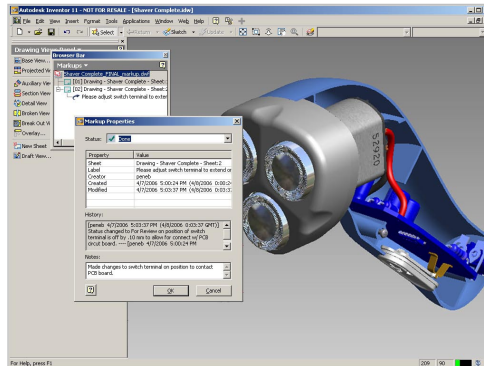 Autodesk Inventor 11 - NOT FOR RESALE - [Shaver Complete.idw]
File Edit View Insert Format Tools Applications Window Web Help
Select Return Sketch Update
Drawing Views Panel
Base View...
Projected Vi
Auxiliary View
Section View
Detail View
Broken View
Break Out Vi
Overlay...
New Sheet
Draft View...
Browser Bar
Markups
Shaver Complete_FINAL_markup.dwf
[01] Drawing - Shaver Complete - Sheet:
[02] Drawing - Shaver Complete - Sheet:2
Please adjust switch terminal to exter
Markup Properties
Status: Done
Property Value
Sheet Drawing - Shaver Complete - Sheet:2
Label Please adjust switch terminal to extend or
Creator peneb
Created 4/7/2006 5:00:24 PM (4/8/2006 0:00:2
Modified 4/7/2006 5:03:37 PM (4/8/2006 0:03:3
History:
[peneb 4/7/2006 5:03:37 PM (4/8/2006 0:03:37 GMT)]
Status changed to For Review on position of switch
terminal is off by .10 mm to allow for connect w/ PCB
circut board. ---- [peneb 4/7/2006 5:00:24 PM
Notes:
Made changes to switch terminal on position to contact
PCB board.
OK Cancel
52920
For Help, press F1
209 90